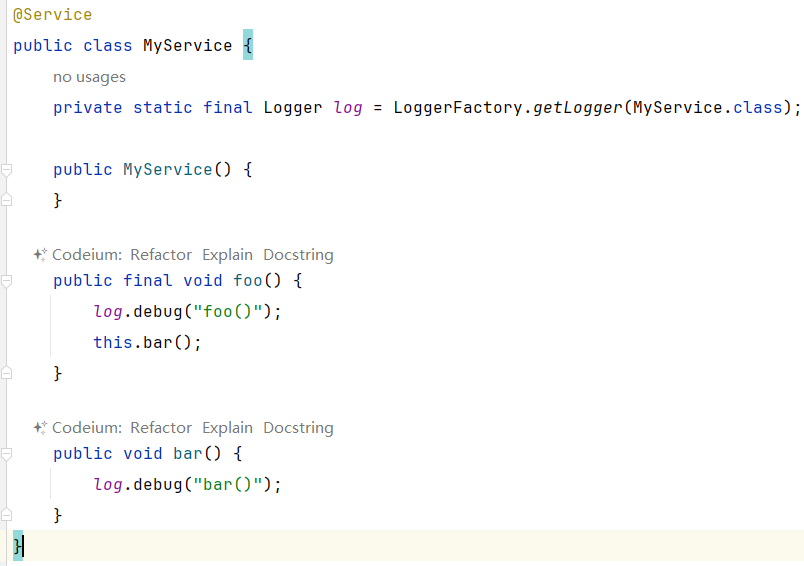 @Service
public class MyService {
no usages
private static final Logger log = LoggerFactory.getLogger(MyService.class);
public MyService() {
}
Codeium: Refactor Explain Docstring
public final void foo() {
log.debug("foo()");
this.bar();
}
Codeium: Refactor Explain Docstring
public void bar() {
log.debug("bar()");
}
}